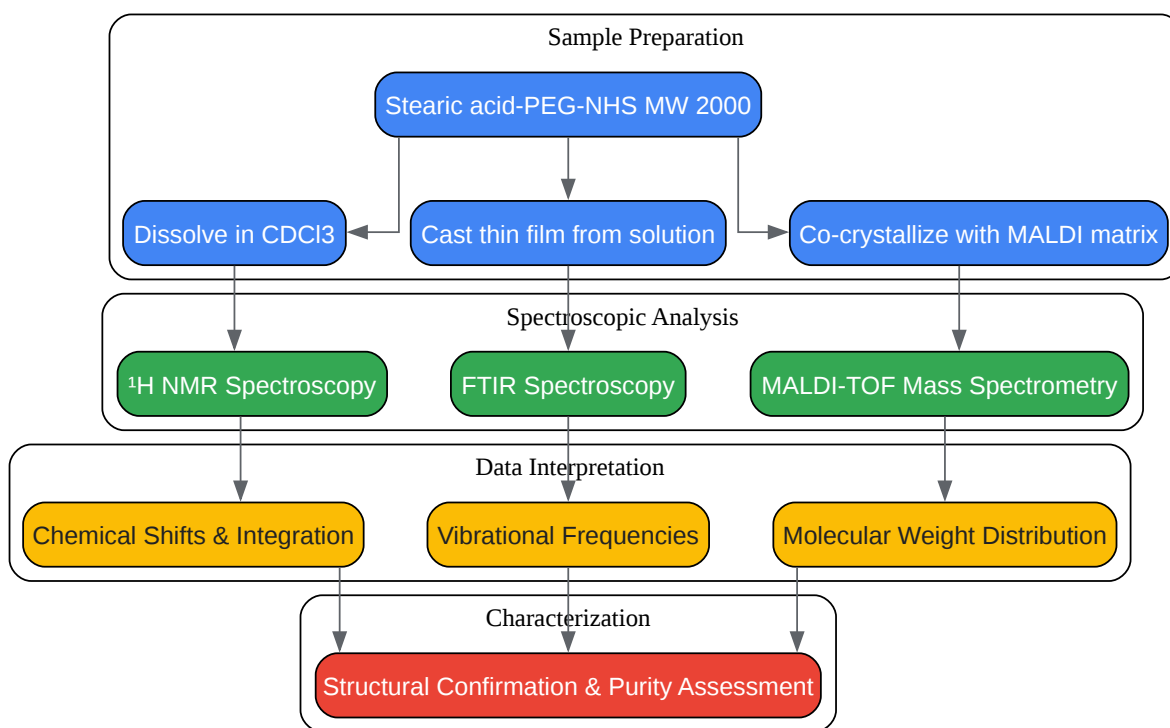 Sample Preparation
Stearic acid-PEG-NHS MW 2000
Dissolve in CDCl3
Cast thin film from solution
Co-crystallize with MALDI matrix
Spectroscopic Analysis
¹H NMR Spectroscopy
FTIR Spectroscopy
MALDI-TOF Mass Spectrometry
Data Interpretation
Chemical Shifts & Integration
Vibrational Frequencies
Molecular Weight Distribution
Characterization
Structural Confirmation & Purity Assessment